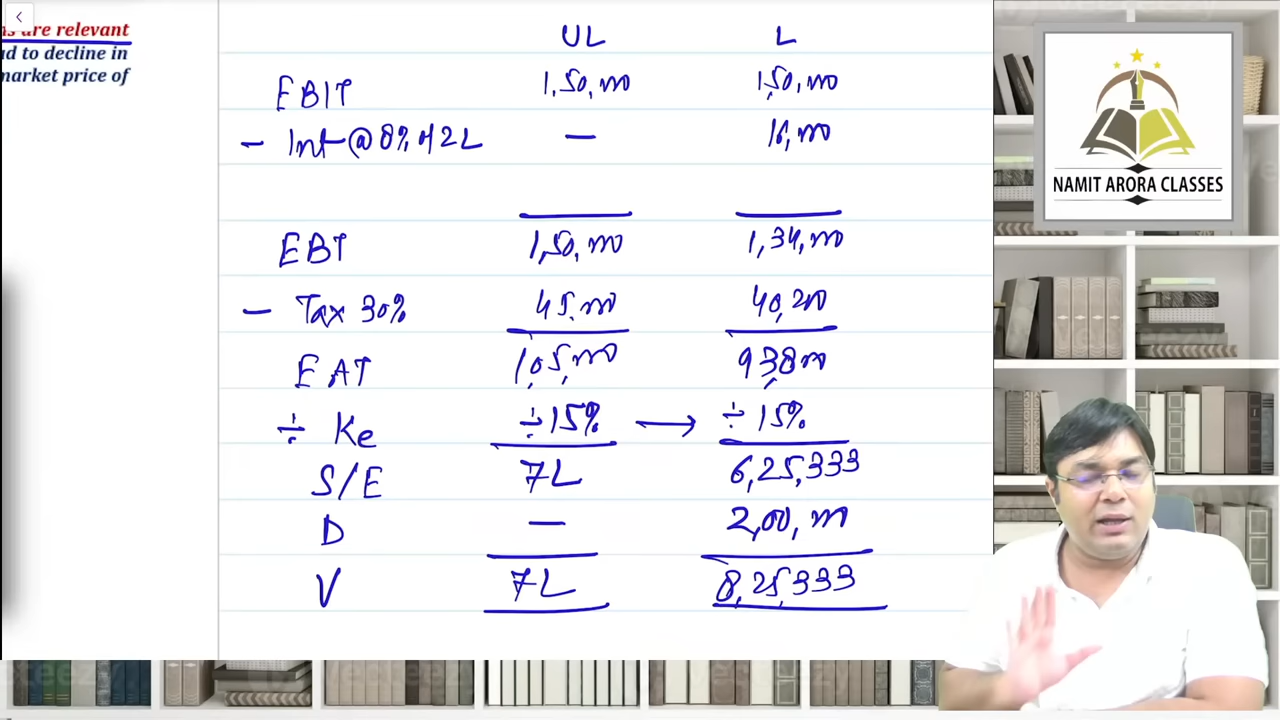 ns are relevant
ad to decline in
market price of
UL L
EBIT 1,50,000 1,50,000
- Int @ 8% of 2L — 16,000
EBT 1,50,000 1,34,000
- Tax 30% 45,000 40,200
EAT 1,05,000 93,800
÷ Ke ÷15% → ÷15%
S/E 7L 6,25,333
D — 2,00,000
V 7L 8,25,333
NAMIT ARORA CLASSES